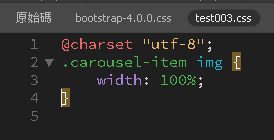 原始碼 bootstrap-4.0.0.css test003.css
1 @charset "utf-8";
2 .carousel-item img {
3 width: 100%;
4 }
5